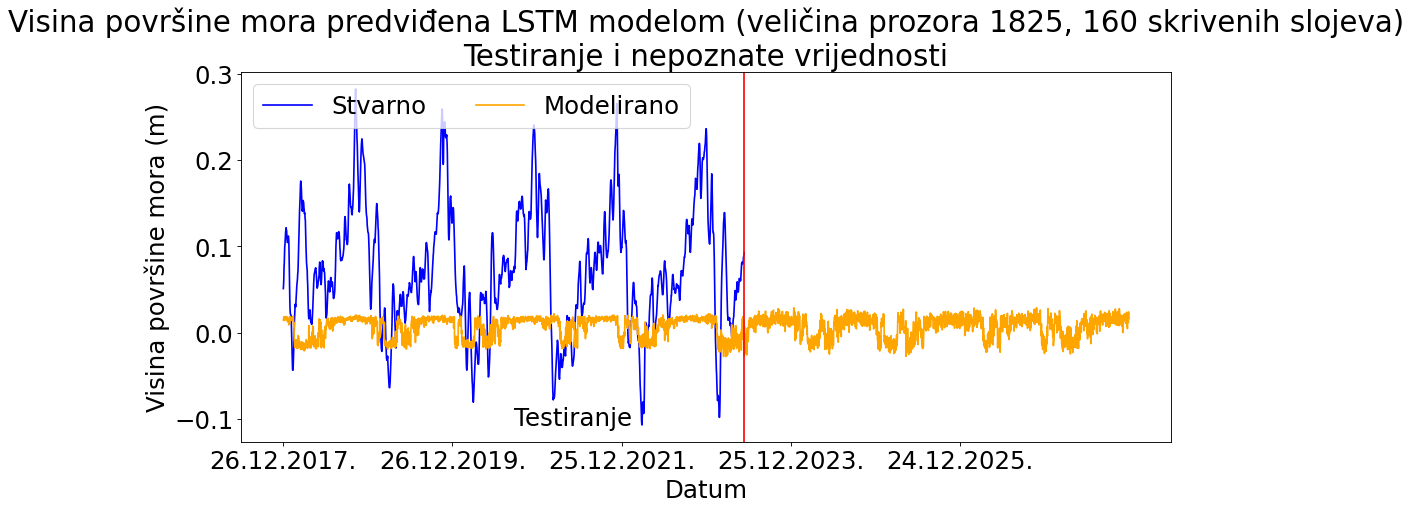 Visina površine mora predviđena LSTM modelom (veličina prozora 1825, 160 skrivenih slojeva)
Testiranje i nepoznate vrijednosti
Stvarno Modelirano
Visina površine mora (m)
0.3
0.2
0.1
0.0
−0.1
Testiranje
26.12.2017. 26.12.2019. 25.12.2021. 25.12.2023. 24.12.2025.
Datum